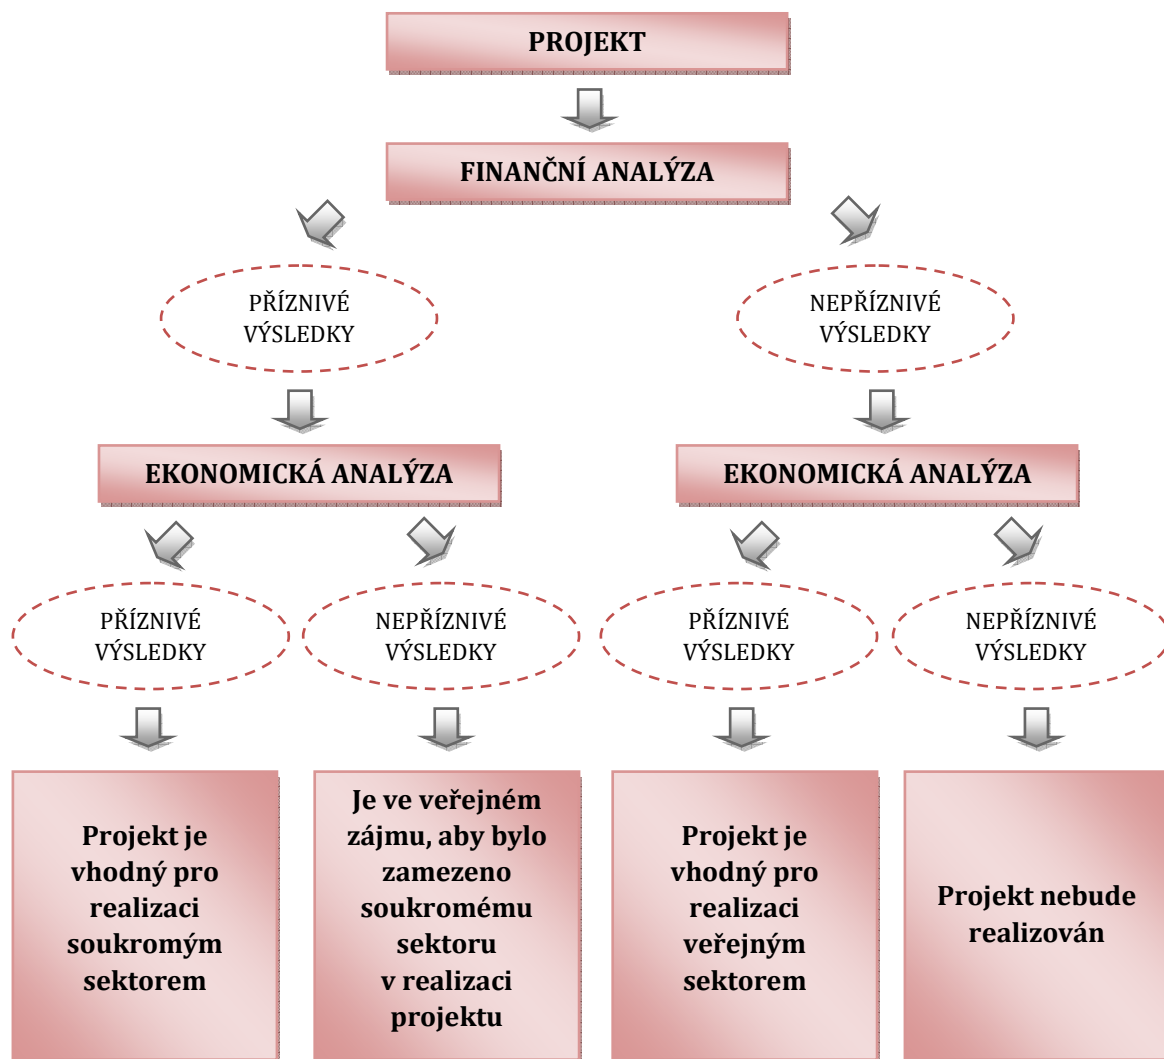 PROJEKT
FINANČNÍ ANALÝZA
PŘÍZNIVÉ
VÝSLEDKY
NEPŘÍZNIVÉ
VÝSLEDKY
EKONOMICKÁ ANALÝZA
EKONOMICKÁ ANALÝZA
PŘÍZNIVÉ
VÝSLEDKY
NEPŘÍZNIVÉ
VÝSLEDKY
PŘÍZNIVÉ
VÝSLEDKY
NEPŘÍZNIVÉ
VÝSLEDKY
Projekt je
vhodný pro
realizaci
soukromým
sektorem
Je ve veřejném
zájmu, aby bylo
zamezeno
soukromému
sektoru
v realizaci
projektu
Projekt je
vhodný pro
realizaci
veřejným
sektorem
Projekt nebude
realizován